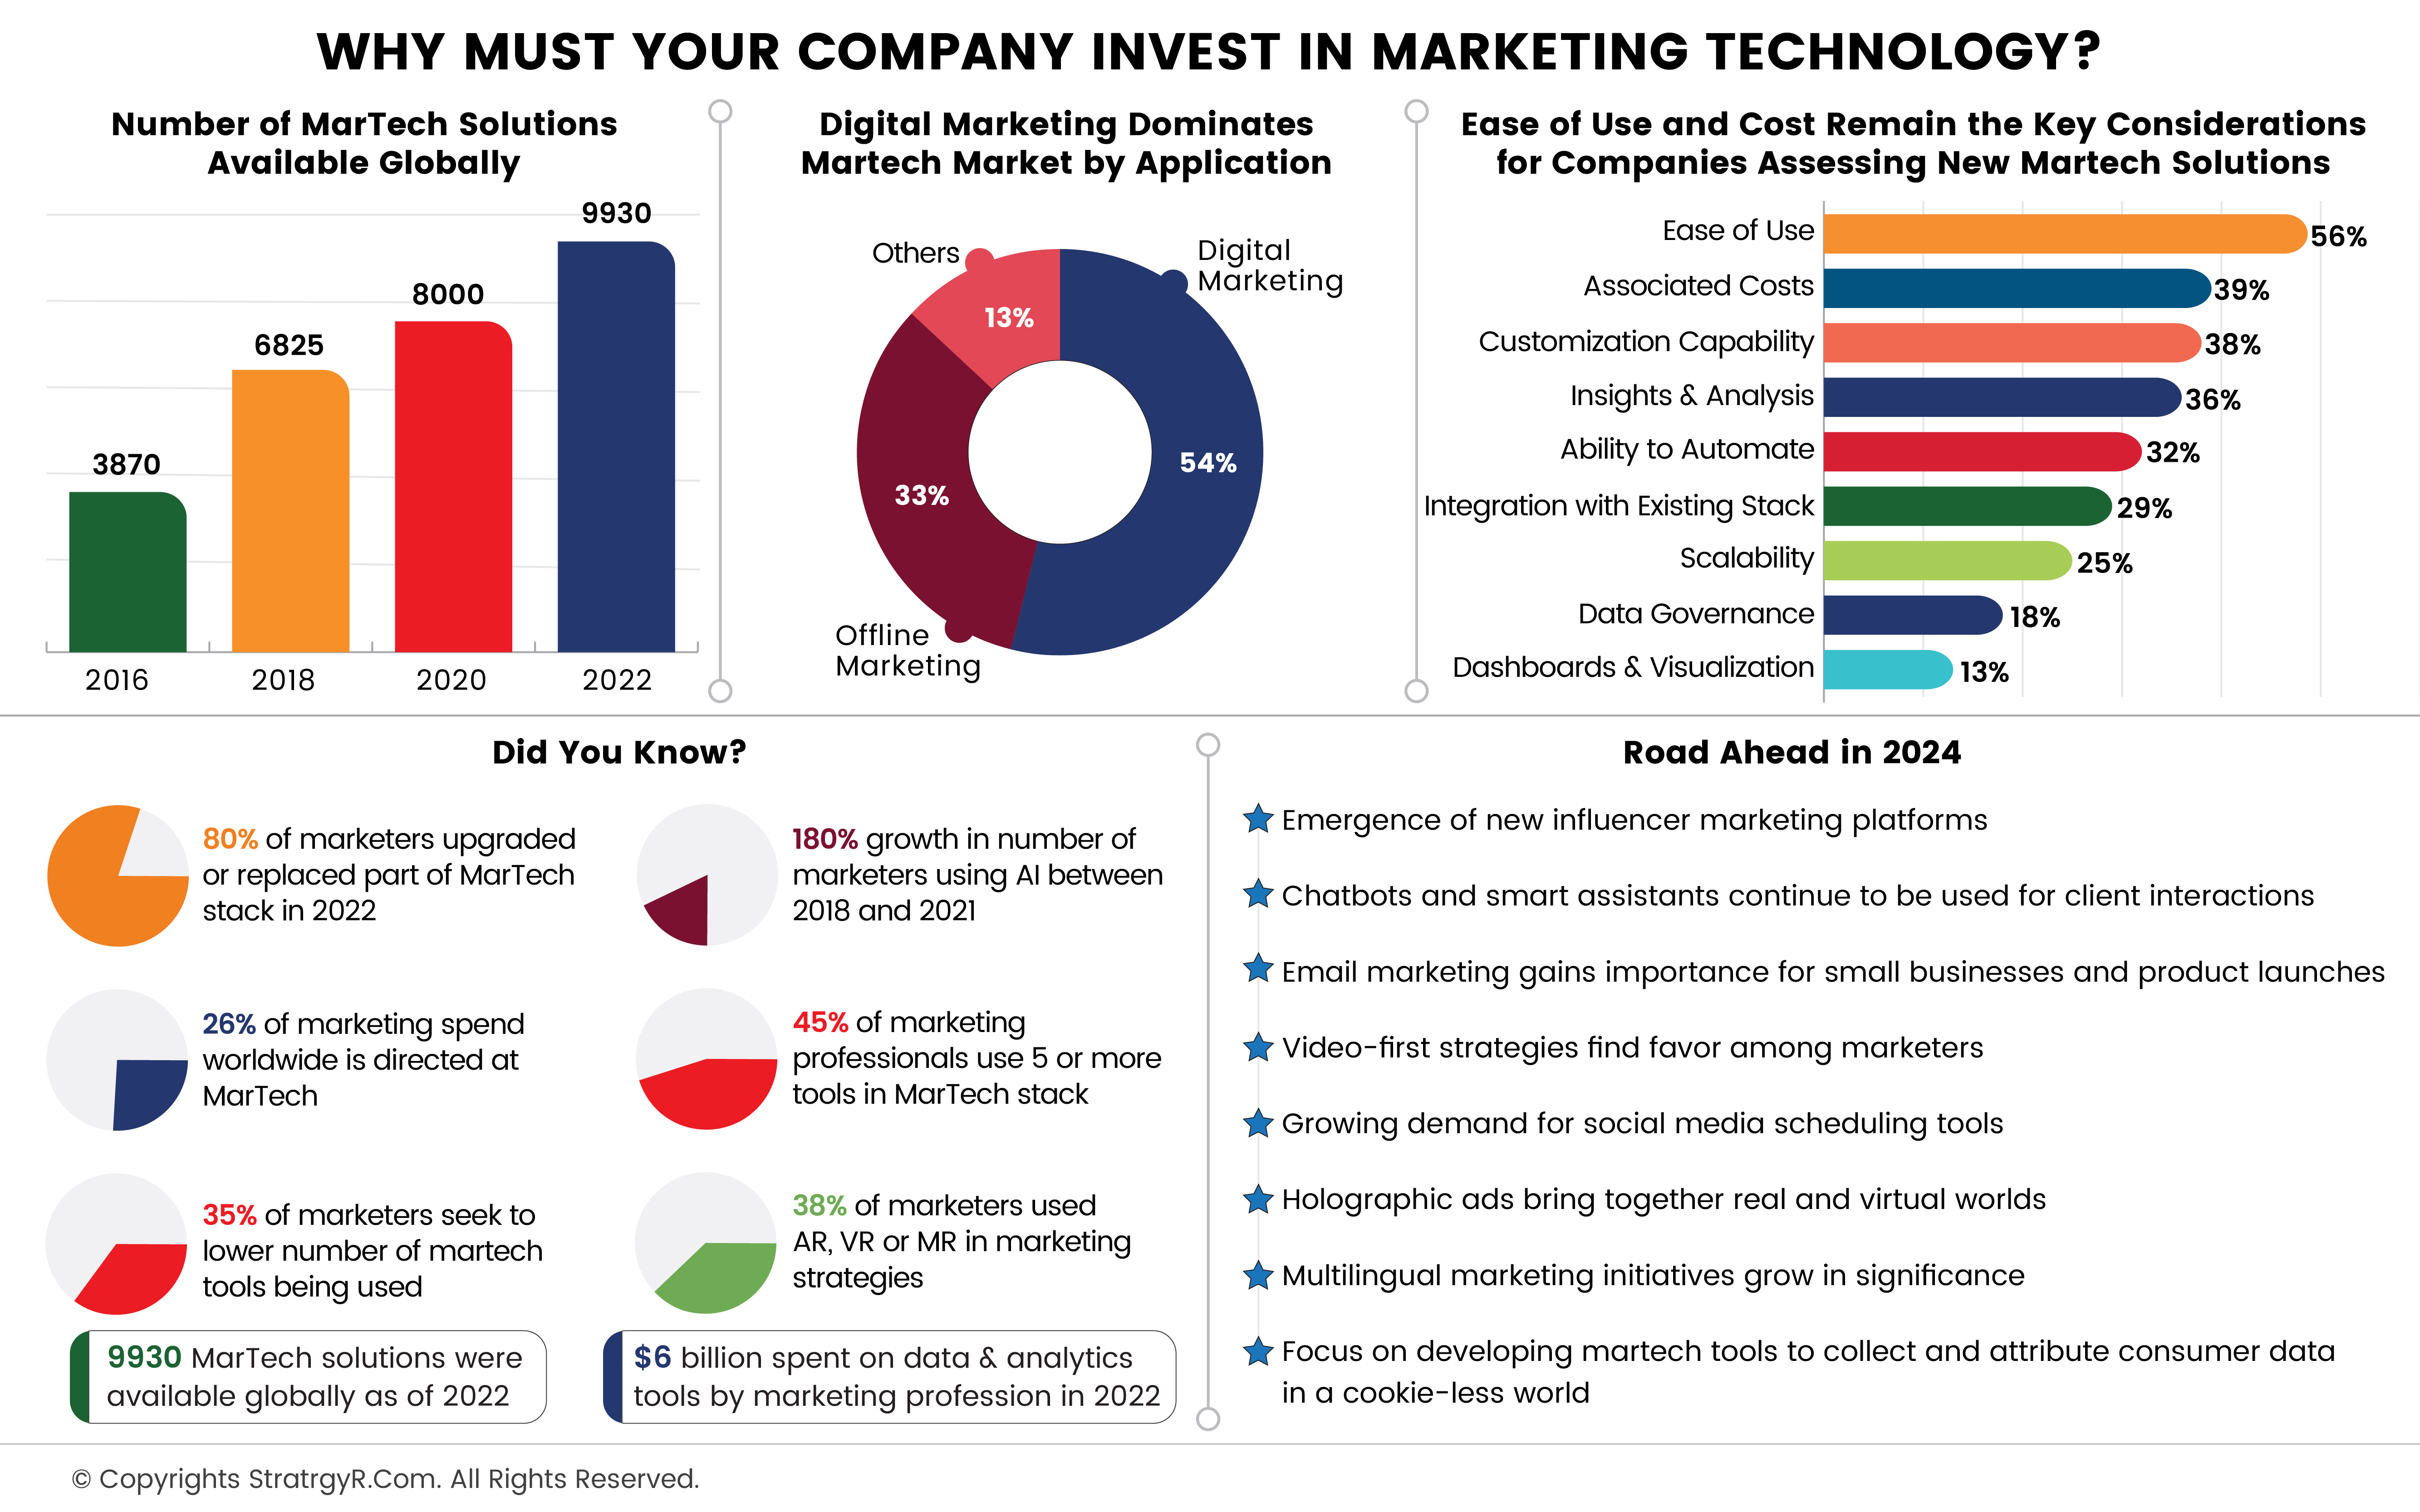 WHY MUST YOUR COMPANY INVEST IN MARKETING TECHNOLOGY?
Number of MarTech Solutions
Available Globally
9930
8000
6825
3870
2016
2018
2020
2022
Digital Marketing Dominates
Martech Market by Application
Others
Digital
Marketing
13%
54%
33%
Offline
Marketing
Ease of Use and Cost Remain the Key Considerations
for Companies Assessing New Martech Solutions
Ease of Use 56%
Associated Costs 39%
Customization Capability 38%
Insights & Analysis 36%
Ability to Automate 32%
Integration with Existing Stack 29%
Scalability 25%
Data Governance 18%
Dashboards & Visualization 13%
Did You Know?
80% of marketers upgraded
or replaced part of MarTech
stack in 2022
180% growth in number of
marketers using AI between
2018 and 2021
26% of marketing spend
worldwide is directed at
MarTech
45% of marketing
professionals use 5 or more
tools in MarTech stack
35% of marketers seek to
lower number of martech
tools being used
38% of marketers used
AR, VR or MR in marketing
strategies
9930 MarTech solutions were
available globally as of 2022
$6 billion spent on data & analytics
tools by marketing profession in 2022
Road Ahead in 2024
Emergence of new influencer marketing platforms
Chatbots and smart assistants continue to be used for client interactions
Email marketing gains importance for small businesses and product launches
Video-first strategies find favor among marketers
Growing demand for social media scheduling tools
Holographic ads bring together real and virtual worlds
Multilingual marketing initiatives grow in significance
Focus on developing martech tools to collect and attribute consumer data
in a cookie-less world
© Copyrights StratrgyR.Com. All Rights Reserved.